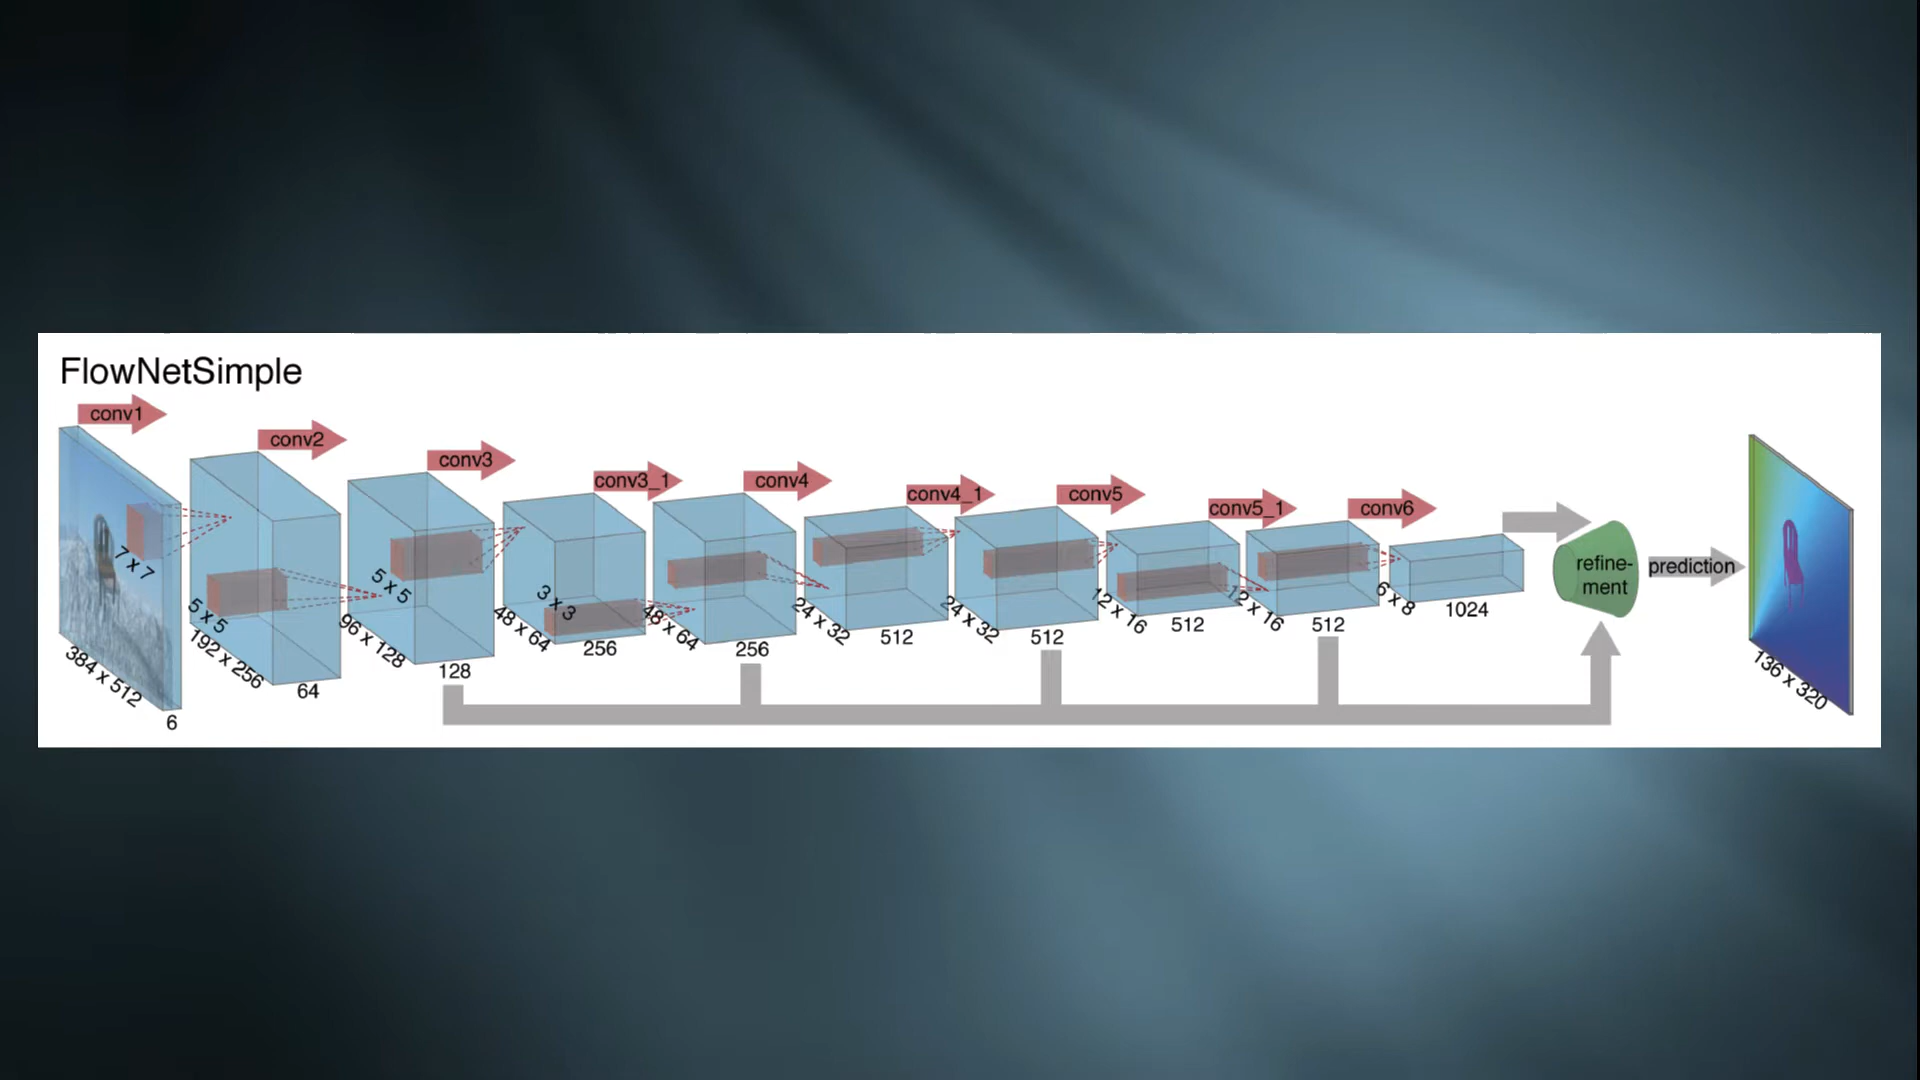 FlowNetSimple
conv1
conv2
conv3
conv3_1
conv4
conv4_1
conv5
conv5_1
conv6
7 x 7
384 x 512
6
5 x 5
192 x 256
64
5 x 5
96 x 128
128
3 x 3
48 x 64
256
48 x 64
256
24 x 32
512
24 x 32
512
12 x 16
512
12 x 16
512
6 x 8
1024
refine-
ment
prediction
136 x 320